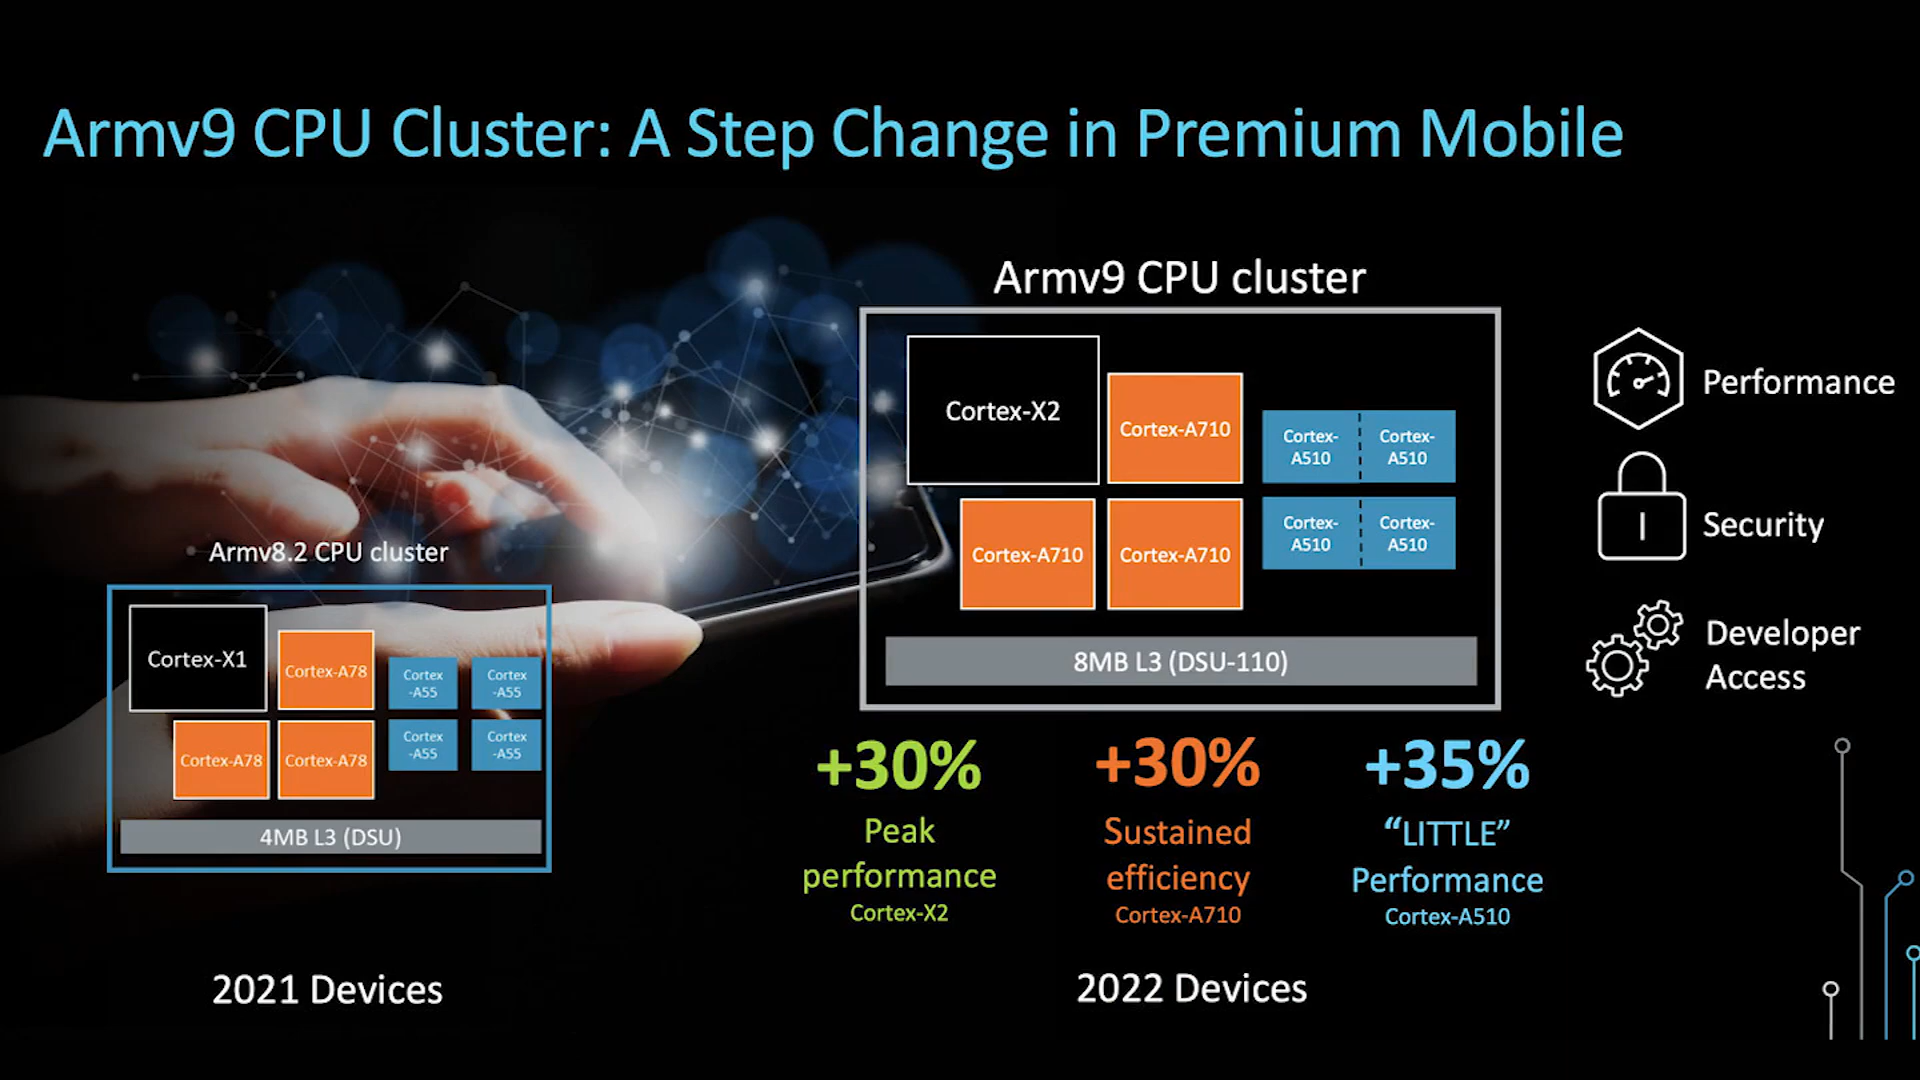 Armv9 CPU Cluster: A Step Change in Premium Mobile
Armv8.2 CPU cluster
Cortex-X1
Cortex-A78
Cortex
-A55
Cortex
-A55
Cortex-A78
Cortex-A78
Cortex
-A55
Cortex
-A55
4MB L3 (DSU)
2021 Devices
Armv9 CPU cluster
Cortex-X2
Cortex-A710
Cortex-
A510
Cortex-
A510
Cortex-A710
Cortex-A710
Cortex-
A510
Cortex-
A510
8MB L3 (DSU-110)
+30%
Peak
performance
Cortex-X2
+30%
Sustained
efficiency
Cortex-A710
+35%
“LITTLE”
Performance
Cortex-A510
2022 Devices
Performance
Security
Developer
Access